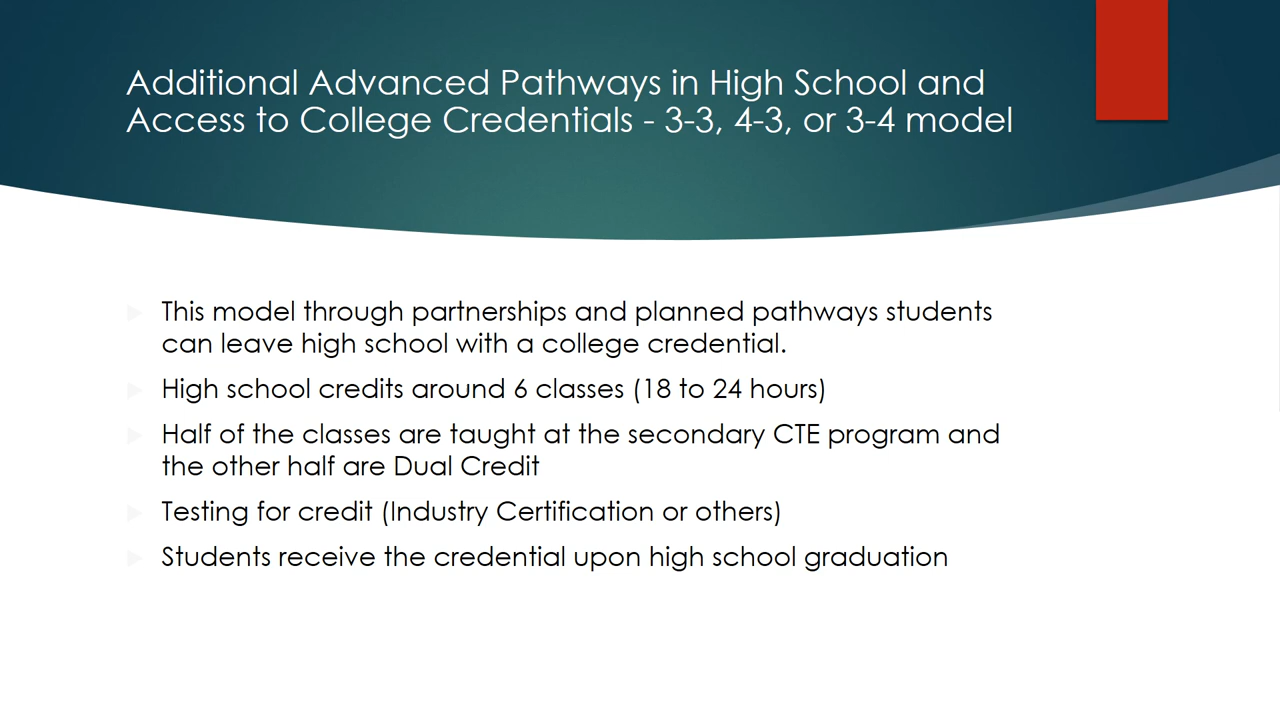 Additional Advanced Pathways in High School and
Access to College Credentials - 3-3, 4-3, or 3-4 model
This model through partnerships and planned pathways students
can leave high school with a college credential.
High school credits around 6 classes (18 to 24 hours)
Half of the classes are taught at the secondary CTE program and
the other half are Dual Credit
Testing for credit (Industry Certification or others)
Students receive the credential upon high school graduation